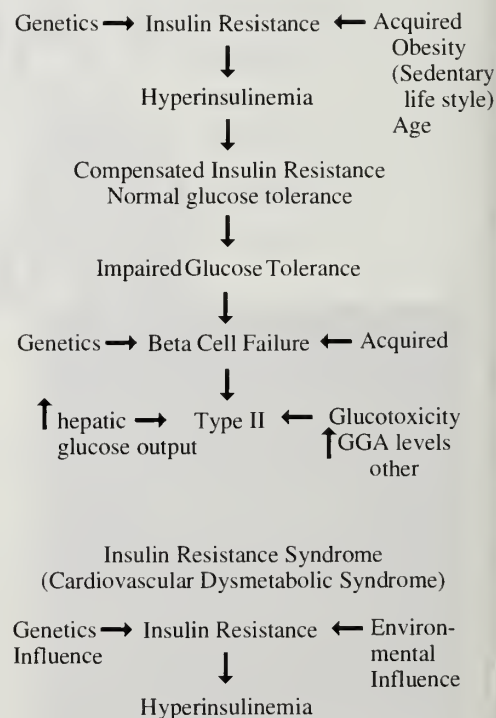 Genetics → Insulin Resistance ← Acquired
Obesity
(Sedentary
life style)
Age
↓
Hyperinsulinemia
↓
Compensated Insulin Resistance
Normal glucose tolerance
↓
Impaired Glucose Tolerance
↓
Genetics → Beta Cell Failure ← Acquired
↓
↑ hepatic → Type II ← Glucotoxicity
glucose output ↑ GGA levels
other
Insulin Resistance Syndrome
(Cardiovascular Dysmetabolic Syndrome)
Genetics → Insulin Resistance ← Environ-
Influence mental
↓ Influence
Hyperinsulinemia